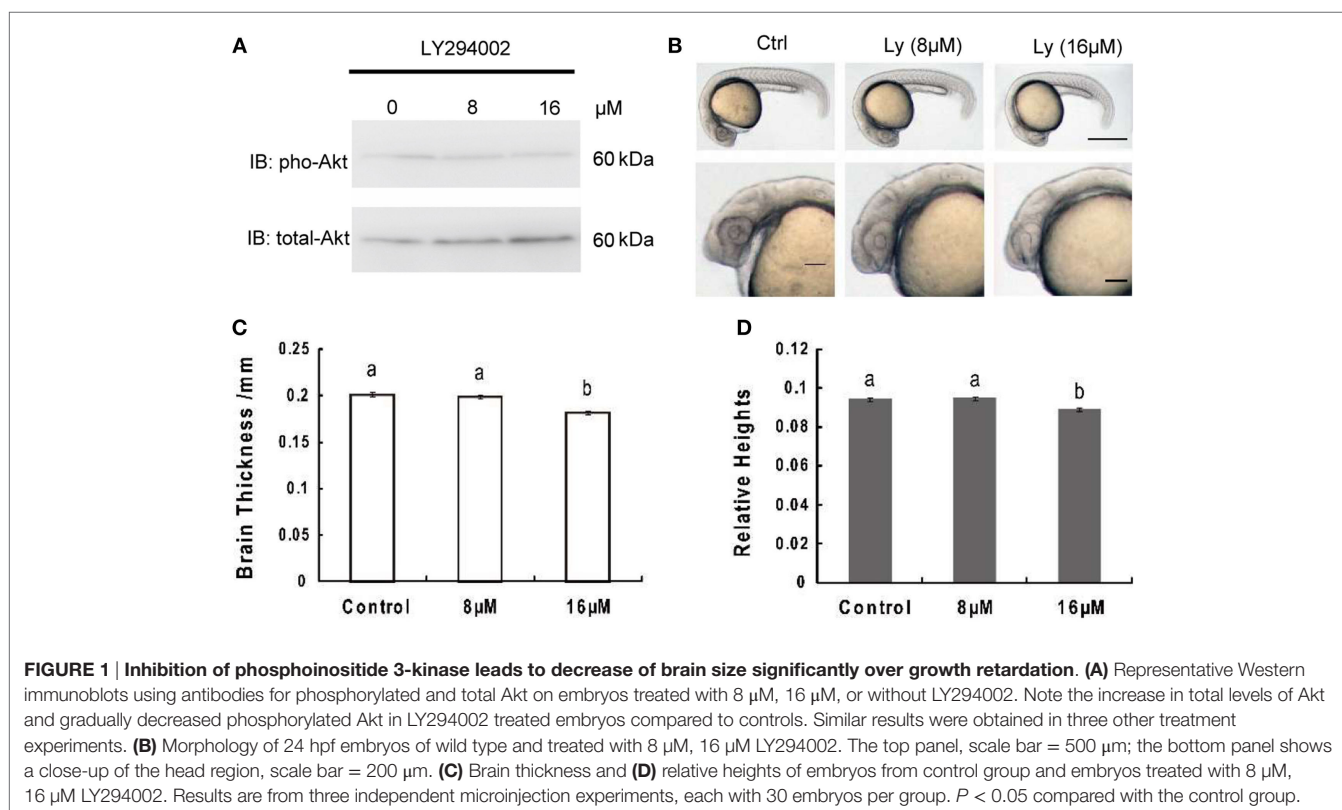 A
LY294002
0 8 16 µM
IB: pho-Akt 60 kDa
IB: total-Akt 60 kDa
B
Ctrl Ly (8µM) Ly (16µM)
C
0.25
0.2
0.15
0.1
0.05
0
Brain Thickness /mm
a a b
Control 8µM 16µM
D
0.12
0.1
0.08
0.06
0.04
0.02
0
Relative Heights
a a b
Control 8µM 16µM
FIGURE 1 | Inhibition of phosphoinositide 3-kinase leads to decrease of brain size significantly over growth retardation. (A) Representative Western
immunoblots using antibodies for phosphorylated and total Akt on embryos treated with 8 µM, 16 µM, or without LY294002. Note the increase in total levels of Akt
and gradually decreased phosphorylated Akt in LY294002 treated embryos compared to controls. Similar results were obtained in three other treatment
experiments. (B) Morphology of 24 hpf embryos of wild type and treated with 8 µM, 16 µM LY294002. The top panel, scale bar = 500 µm; the bottom panel shows
a close-up of the head region, scale bar = 200 µm. (C) Brain thickness and (D) relative heights of embryos from control group and embryos treated with 8 µM,
16 µM LY294002. Results are from three independent microinjection experiments, each with 30 embryos per group. P < 0.05 compared with the control group.